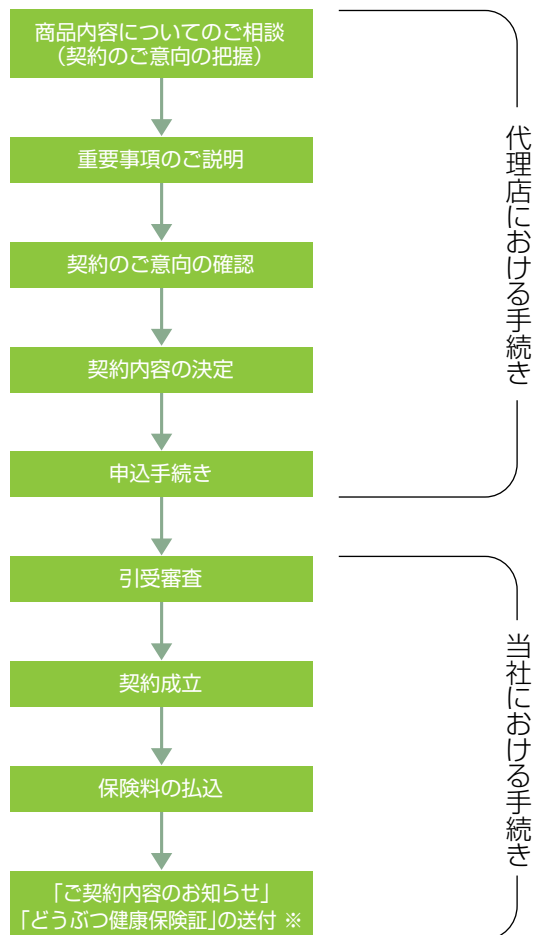 商品内容についてのご相談
（契約のご意向の把握）
重要事項のご説明
契約のご意向の確認
契約内容の決定
申込手続き
代理店における手続き
引受審査
契約成立
保険料の払込
「ご契約内容のお知らせ」
「どうぶつ健康保険証」の送付 ※
当社における手続き